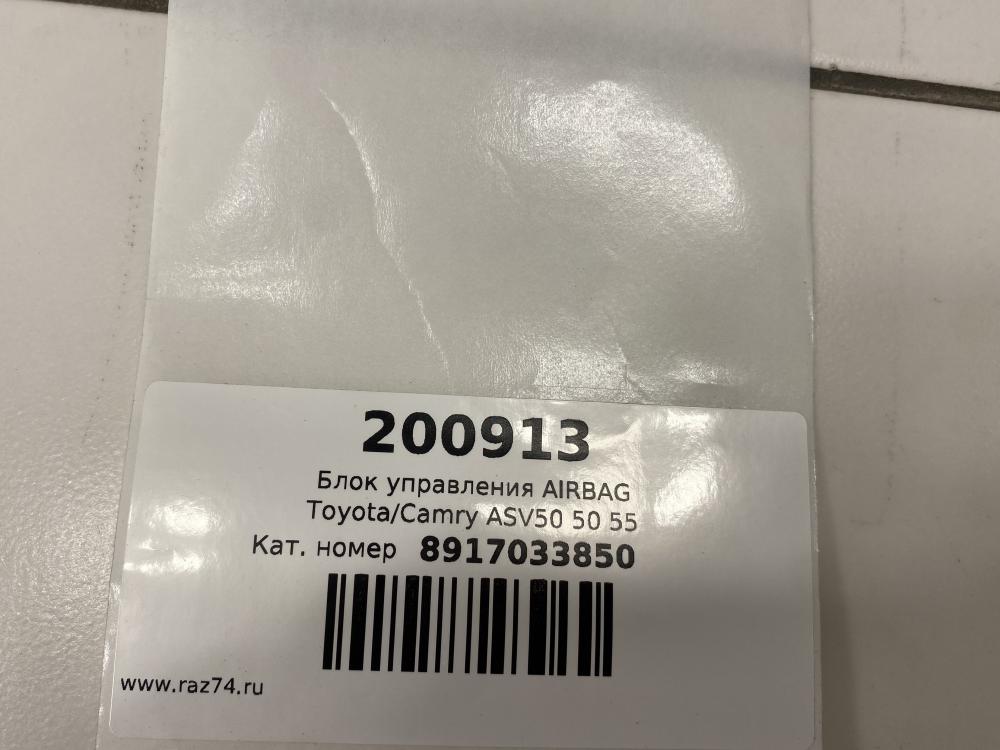 200913
Блок управления AIRBAG
Toyota/Camry ASV50 50 55
Кат. номер 8917033850
www.raz74.ru